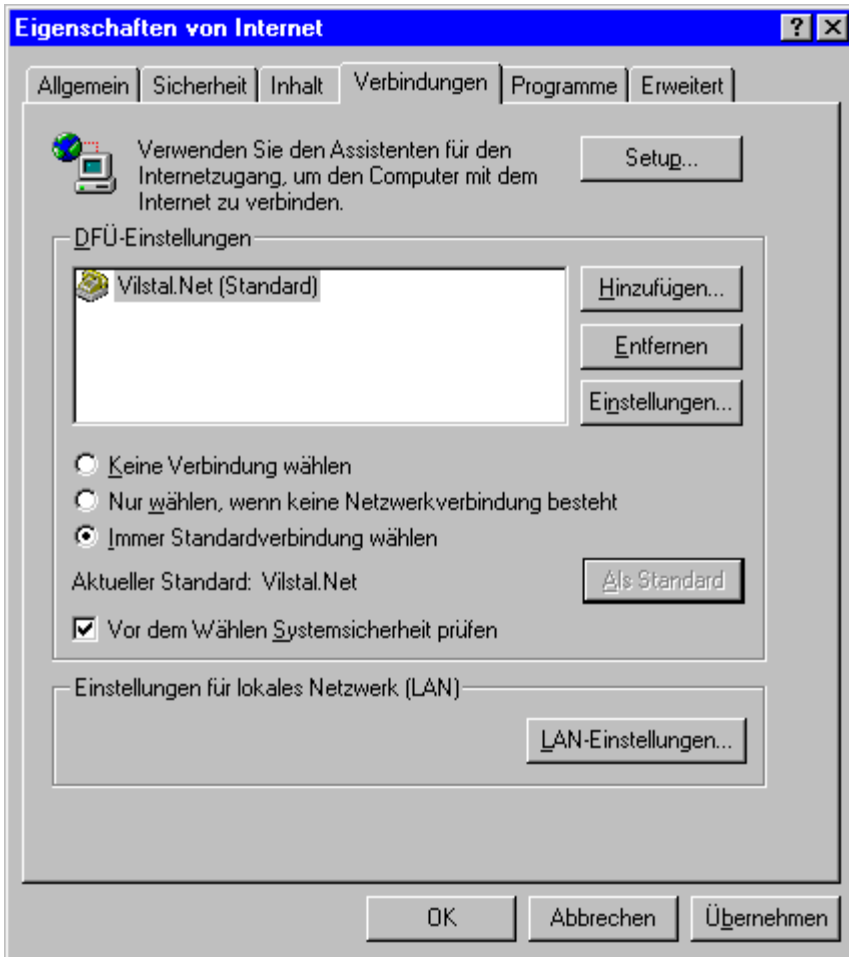 Eigenschaften von Internet
Allgemein Sicherheit Inhalt Verbindungen Programme Erweitert
Verwenden Sie den Assistenten für den
Internetzugang, um den Computer mit dem
Internet zu verbinden.
Setup...
DFÜ-Einstellungen
Vilstal.Net (Standard)
Hinzufügen...
Entfernen
Einstellungen...
Keine Verbindung wählen
Nur wählen, wenn keine Netzwerkverbindung besteht
Immer Standardverbindung wählen
Aktueller Standard: Vilstal.Net
Als Standard
Vor dem Wählen Systemsicherheit prüfen
Einstellungen für lokales Netzwerk (LAN)
LAN-Einstellungen...
OK Abbrechen Übernehmen